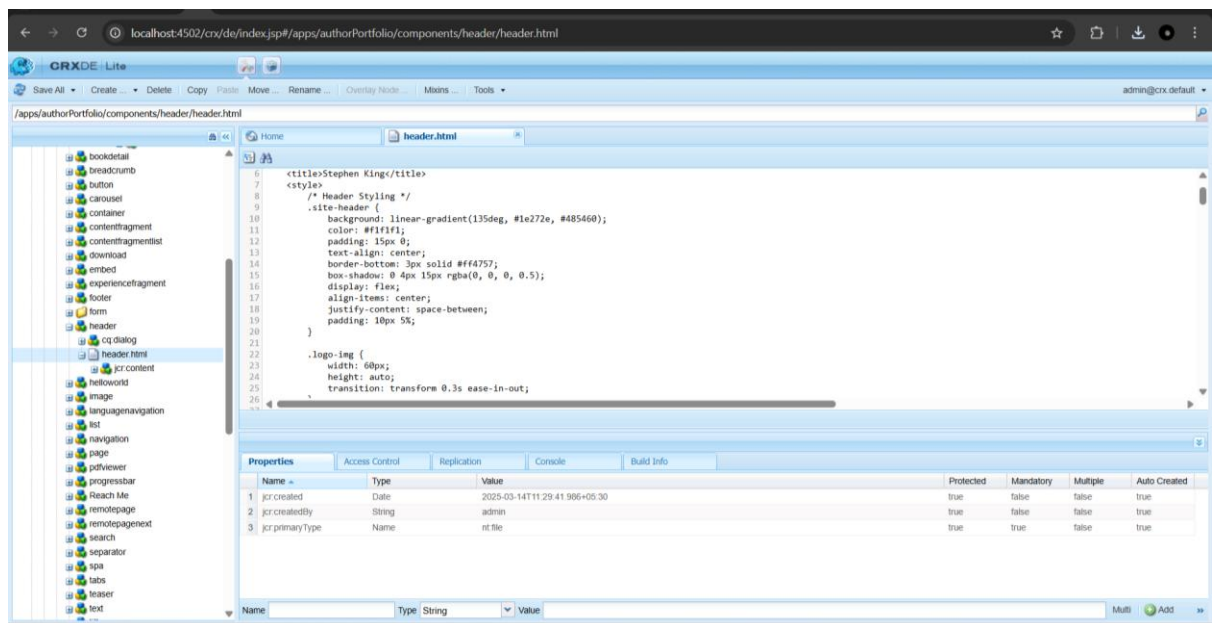 localhost:4502/crx/de/index.jsp#/apps/authorPortfolio/components/header/header.html
CRXDE Lite
Save All Create ... Delete Copy Paste Move ... Rename ... Overlay Node... Mixins ... Tools admin@crx.default
/apps/authorPortfolio/components/header/header.html
Home header.html
bookdetail
breadcrumb
button
carousel
container
contentfragment
contentfragmentlist
download
embed
experiencefragment
footer
form
header
cq:dialog
header.html
jcr:content
helloworld
image
languagenavigation
list
navigation
page
pdfviewer
progressbar
Reach Me
remotepage
remotepagenext
search
separator
spa
tabs
teaser
text
6 <title>Stephen King</title>
7 <style>
8 /* Header Styling */
9 .site-header {
10 background: linear-gradient(135deg, #1e272e, #485460);
11 color: #f1f1f1;
12 padding: 15px 0;
13 text-align: center;
14 border-bottom: 3px solid #ff4757;
15 box-shadow: 0 4px 15px rgba(0, 0, 0, 0.5);
16 display: flex;
17 align-items: center;
18 justify-content: space-between;
19 padding: 10px 5%;
20 }
21
22 .logo-img {
23 width: 60px;
24 height: auto;
25 transition: transform 0.3s ease-in-out;
26
Properties Access Control Replication Console Build Info
Name Type Value Protected Mandatory Multiple Auto Created
1 jcr:created Date 2025-03-14T11:29:41.986+05:30 true false false true
2 jcr:createdBy String admin true false false true
3 jcr:primaryType Name nt:file true true false true
Name Type String Value Multi Add